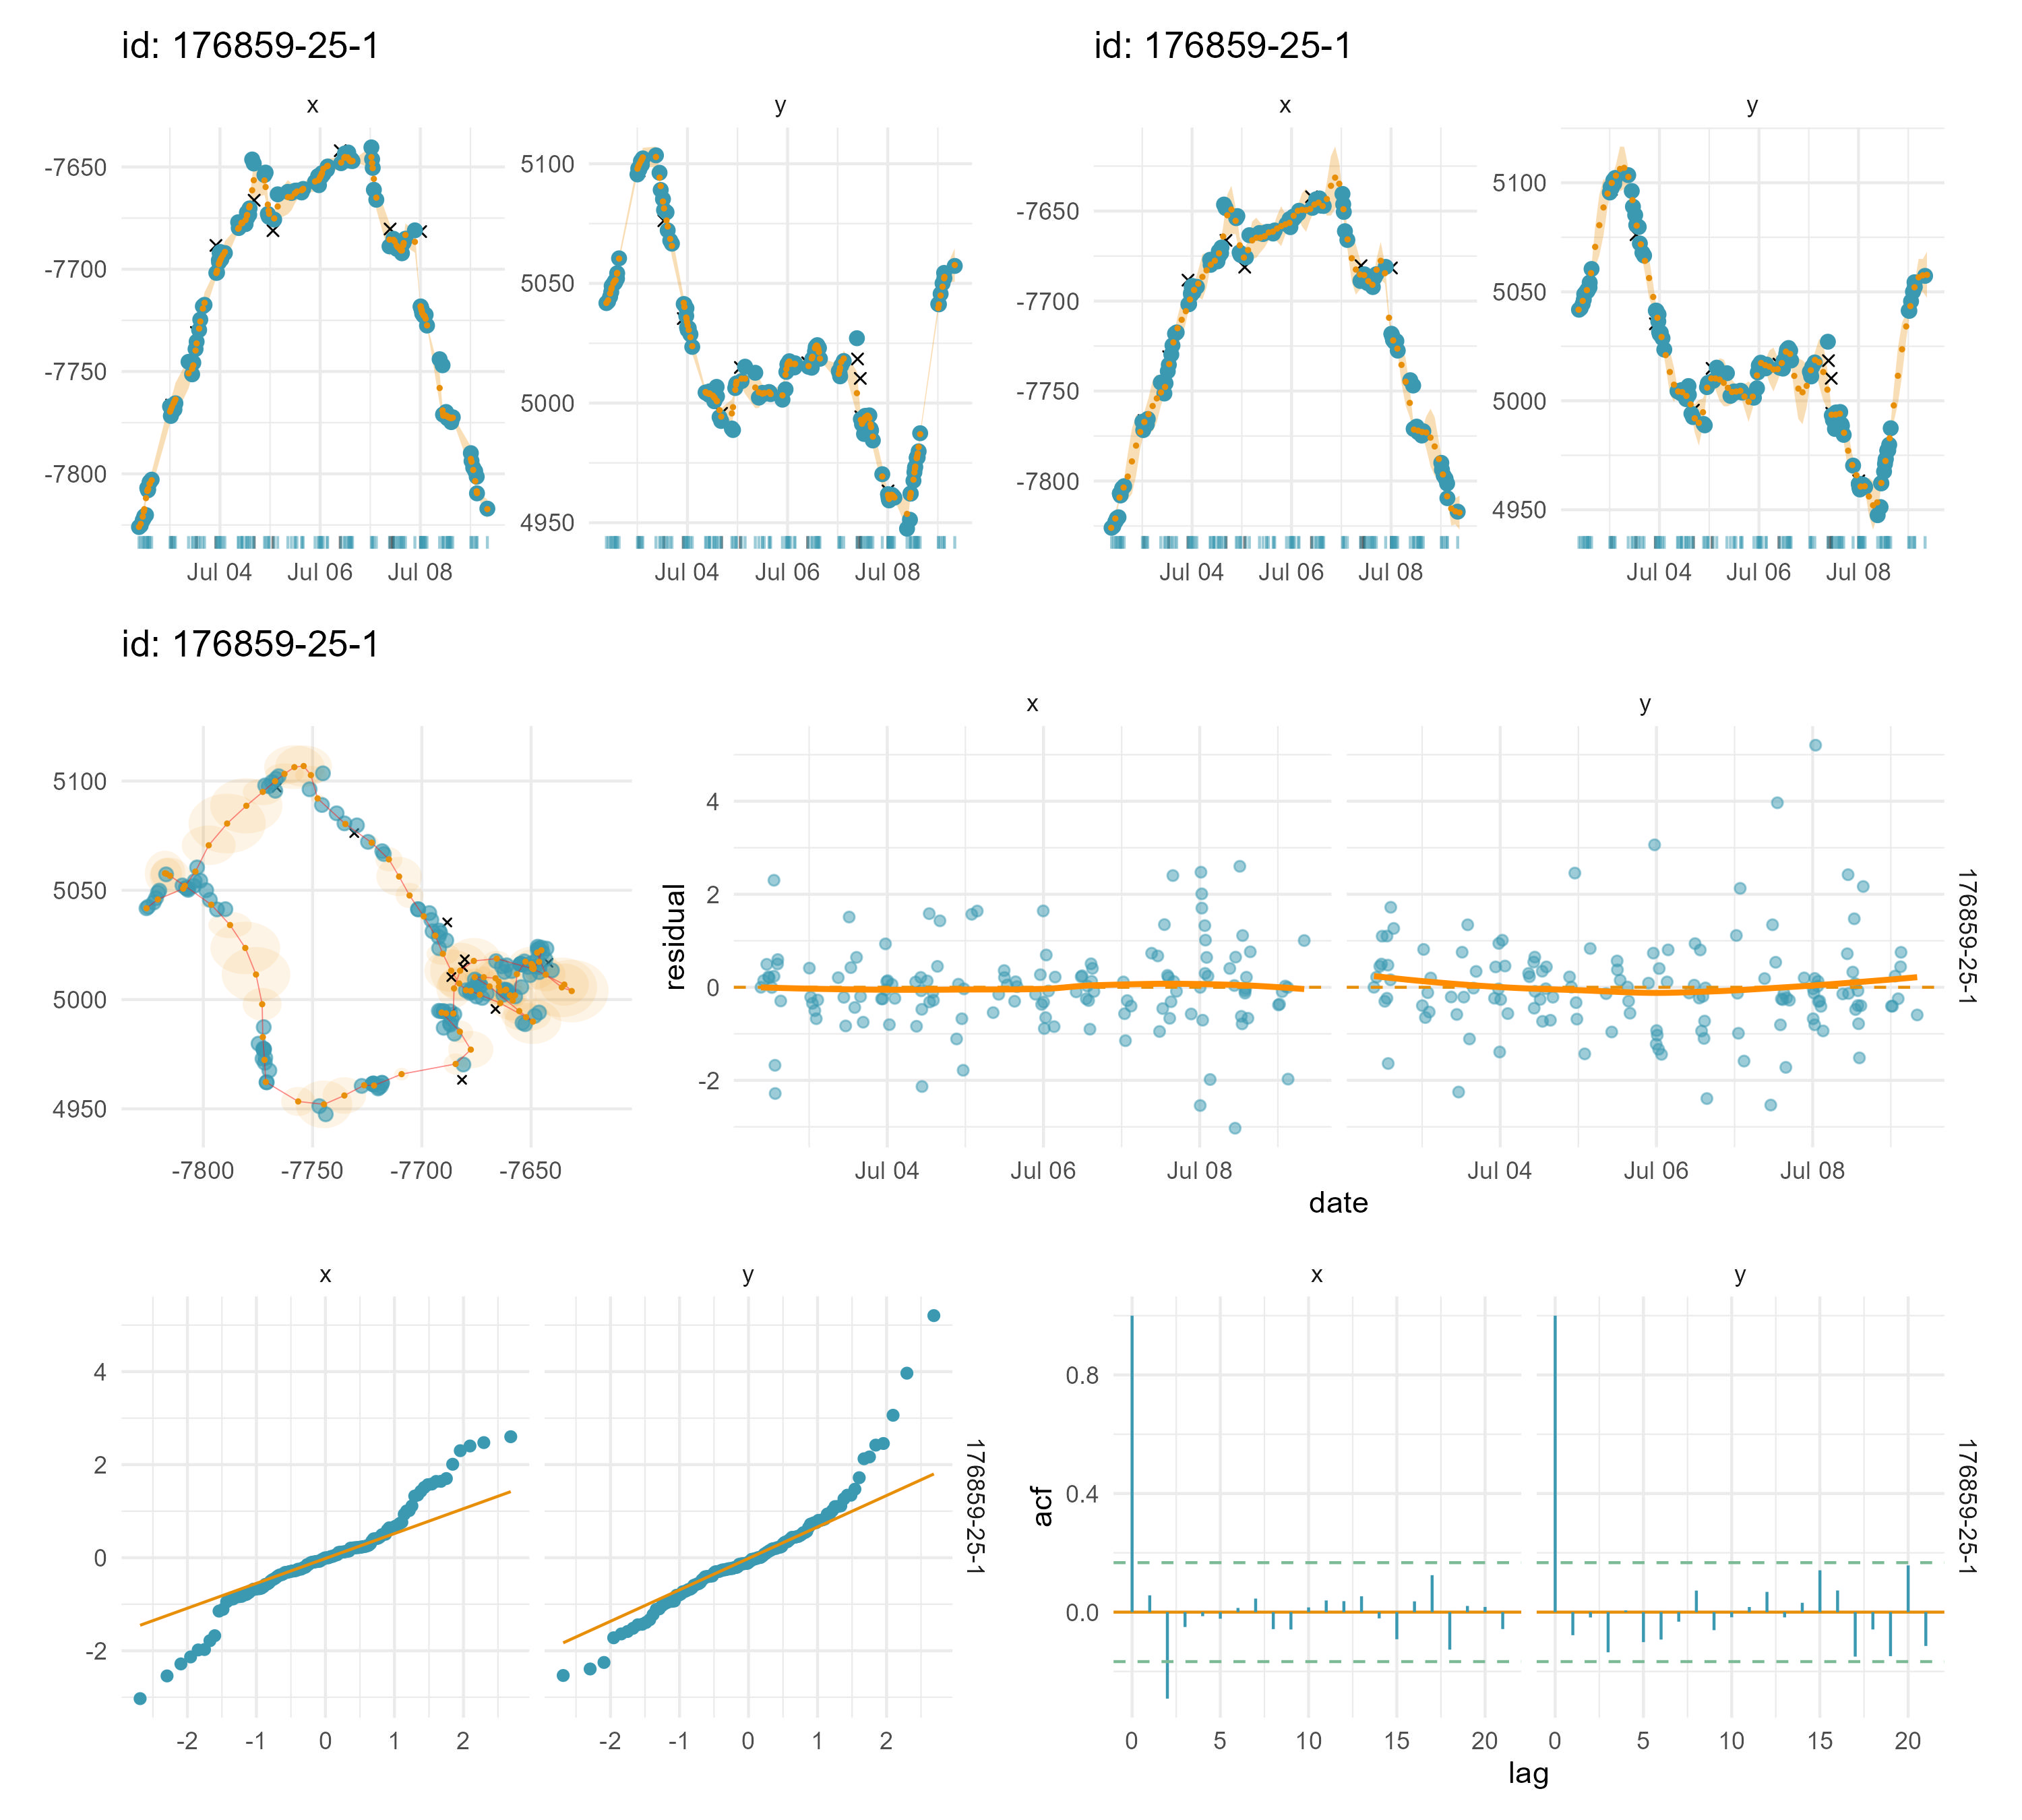 id: 176859-25-1
id: 176859-25-1
x
y
x
y
-7650
-7700
-7750
-7800
5100
5050
5000
4950
-7650
-7700
-7750
-7800
5100
5050
5000
4950
Jul 04 Jul 06 Jul 08
Jul 04 Jul 06 Jul 08
Jul 04 Jul 06 Jul 08
Jul 04 Jul 06 Jul 08
id: 176859-25-1
5100
5050
5000
4950
-7800 -7750 -7700 -7650
x
y
residual
4
2
0
-2
176859-25-1
Jul 04 Jul 06 Jul 08
Jul 04 Jul 06 Jul 08
date
x
y
4
2
0
-2
176859-25-1
-2 -1 0 1 2
-2 -1 0 1 2
x
y
acf
0.8
0.4
0.0
176859-25-1
0 5 10 15 20
0 5 10 15 20
lag